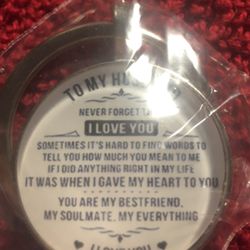 TO MY
NEVER FORGET
I LOVE YOU
SOMETIMES IT'S HARD TO FIND WORDS TO
TELL YOU HOW MUCH YOU MEAN TO ME
IF I DID ANYTHING RIGHT IN MY LIFE
IT WAS WHEN I GAVE MY HEART TO YOU
YOU ARE MY BESTFRIEND,
MY SOULMATE, MY EVERYTHING
I LOVE YOU